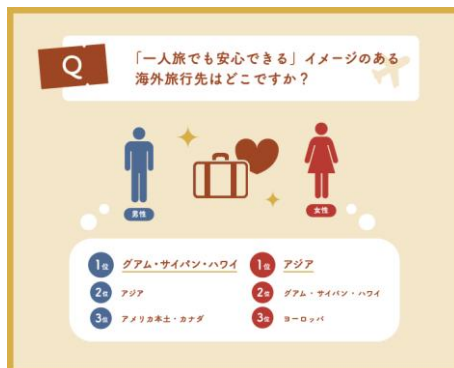 Q
「一人旅でも安心できる」イメージのある
海外旅行先はどこですか？
男性
女性
1位 グアム・サイパン・ハワイ
2位 アジア
3位 アメリカ本土・カナダ
1位 アジア
2位 グアム・サイパン・ハワイ
3位 ヨーロッパ